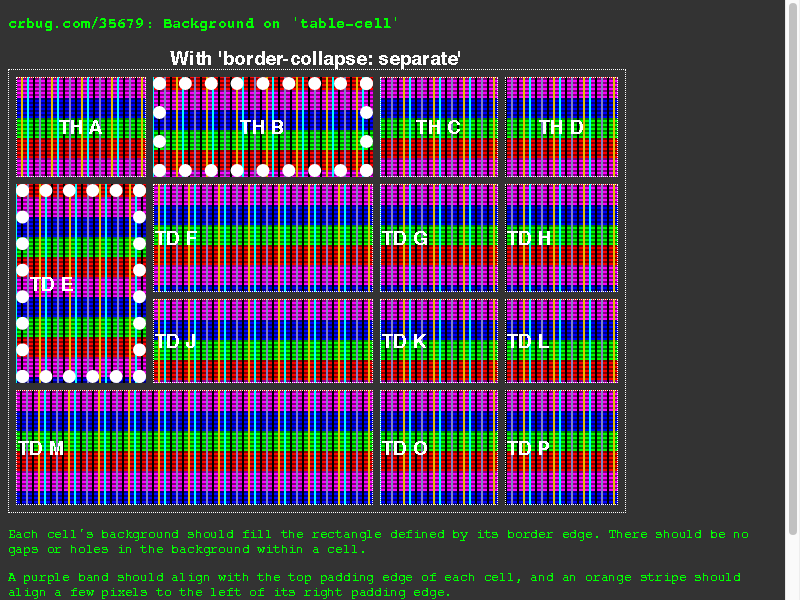 crbug.com/35679: Background on 'table-cell'
With 'border-collapse: separate'
TH A
TH B
TH C
TH D
TD E
TD F
TD G
TD H
TD J
TD K
TD L
TD M
TD O
TD P
Each cell's background should fill the rectangle defined by its border edge. There should be no
gaps or holes in the background within a cell.
A purple band should align with the top padding edge of each cell, and an orange stripe should
align a few pixels to the left of its right padding edge.